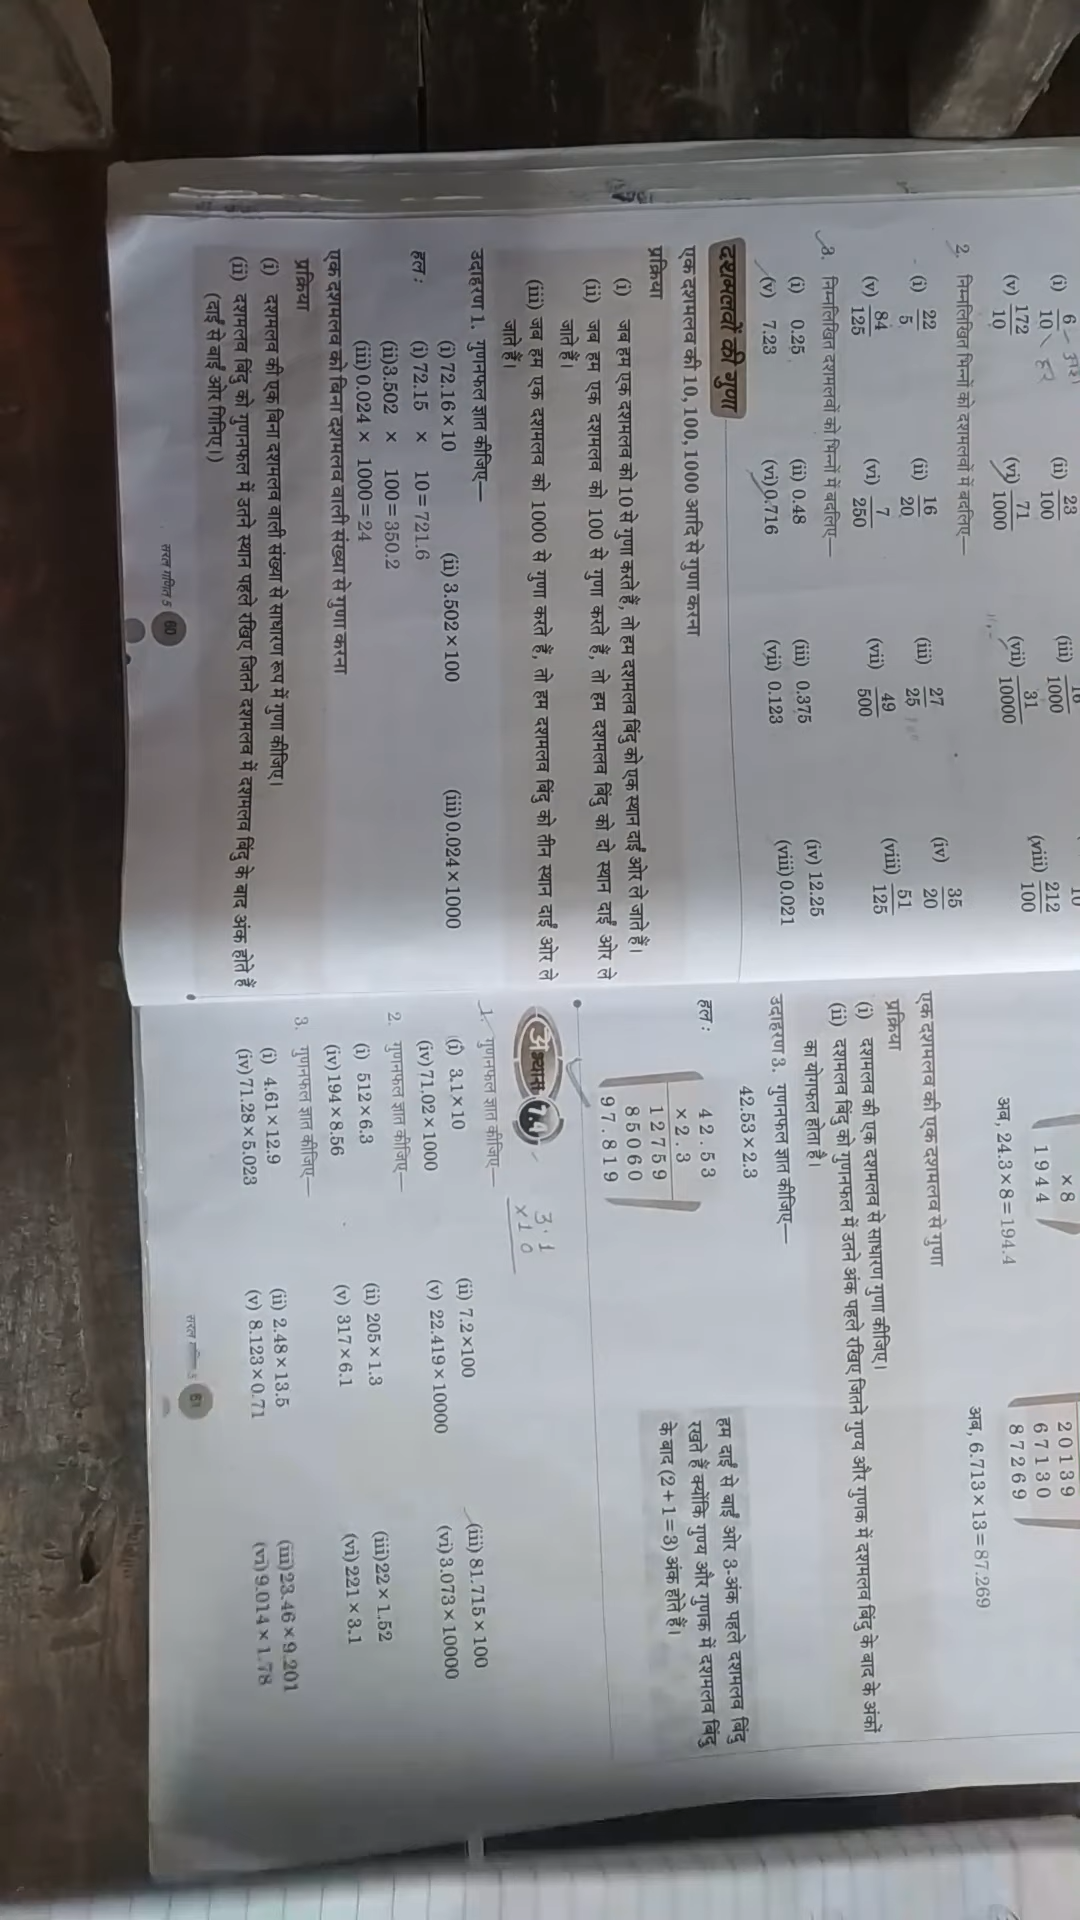 (i) 6/10 (ii) 23/100 (iii) 1000
(v) 172/10 (vi) 71/1000 (vii) 31/10000 (viii) 212/100
हर
2. निम्नलिखित भिन्नों को दशमलवों में बदलिए—
(i) 22/5 (ii) 16/20 (iii) 27/25 (iv) 35/20
(v) 84/125 (vi) 7/250 (vii) 49/500 (viii) 51/125
3. निम्नलिखित दशमलवों को भिन्नों में बदलिए—
(i) 0.25 (ii) 0.48 (iii) 0.375 (iv) 12.25
(v) 7.23 (vi) 0.716 (vii) 0.123 (viii) 0.021
दशमलवों की गुणा
एक दशमलव की 10, 100, 1000 आदि से गुणा करना
प्रक्रिया
(i) जब हम एक दशमलव को 10 से गुणा करते हैं, तो हम दशमलव बिंदु को एक स्थान दाईं ओर ले जाते हैं।
(ii) जब हम एक दशमलव को 100 से गुणा करते हैं, तो हम दशमलव बिंदु को दो स्थान दाईं ओर ले
जाते हैं।
(iii) जब हम एक दशमलव को 1000 से गुणा करते हैं, तो हम दशमलव बिंदु को तीन स्थान दाईं ओर ले
जाते हैं।
उदाहरण 1. गुणनफल ज्ञात कीजिए—
(i) 72.16×10 (ii) 3.502×100 (iii) 0.024×1000
हल : (i) 72.15 × 10=721.6
(ii)3.502 × 100=350.2
(iii) 0.024 × 1000=24
एक दशमलव को बिना दशमलव वाली संख्या से गुणा करना
प्रक्रिया
(i) दशमलव की एक बिना दशमलव वाली संख्या से साधारण रूप में गुणा कीजिए।
(ii) दशमलव बिंदु को गुणनफल में उतने स्थान पहले रखिए जितने दशमलव में दशमलव बिंदु के बाद अंक होते हैं
(दाईं से बाईं ओर गिनिए।)
सरल गणित 5 60
×8 20139
1944 67130
87269
अब, 24.3×8=194.4 अब, 6.713×13=87.269
एक दशमलव की एक दशमलव से गुणा
प्रक्रिया
(i) दशमलव की एक दशमलव से साधारण गुणा कीजिए।
(ii) दशमलव बिंदु को गुणनफल में उतने अंक पहले रखिए जितने गुण्य और गुणक में दशमलव बिंदु के बाद के अंकों
का योगफल होता है।
उदाहरण 3. गुणनफल ज्ञात कीजिए—
42.53×2.3
हल : 42.53
×2.3
12759
85060
97.819
हम दाईं से बाईं ओर 3-अंक पहले दशमलव बिंदु
रखते हैं क्योंकि गुण्य और गुणक में दशमलव बिंदु
के बाद (2+1=3) अंक होते हैं।
अभ्यास 7.4
3.1
×10
1. गुणनफल ज्ञात कीजिए—
(i) 3.1×10 (ii) 7.2×100 (iii) 81.715×100
(iv) 71.02×1000 (v) 22.419×10000 (vi) 3.073×10000
2. गुणनफल ज्ञात कीजिए—
(i) 512×6.3 (ii) 205×1.3 (iii) 22×1.52
(iv) 194×8.56 (v) 317×6.1 (vi) 221×3.1
3. गुणनफल ज्ञात कीजिए—
(i) 4.61×12.9 (ii) 2.48×13.5 (iii) 23.46×9.201
(iv) 71.28×5.023 (v) 8.123×0.71 (vi) 9.014×1.78
सरल गणित 5 61